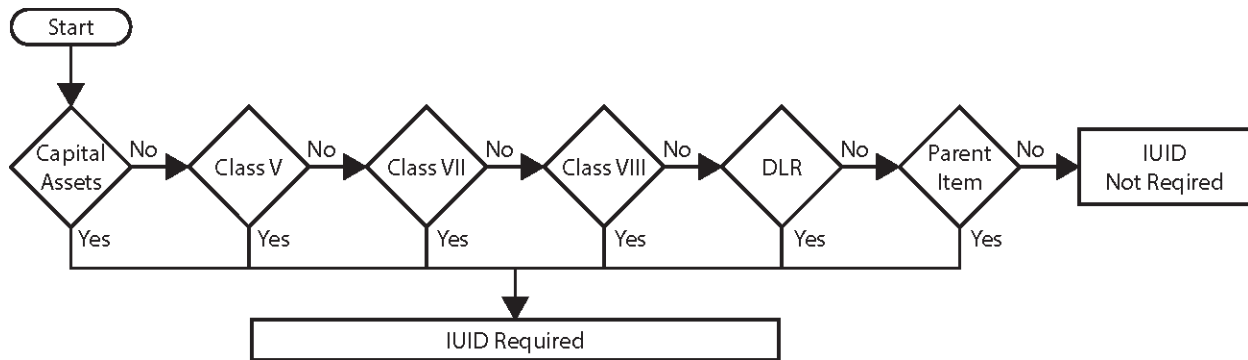 Start
Capital
Assets
No
Class V
No
Class VII
No
Class VIII
No
DLR
No
Parent
Item
No
IUID
Not Reqired
Yes
Yes
Yes
Yes
Yes
Yes
IUID Required